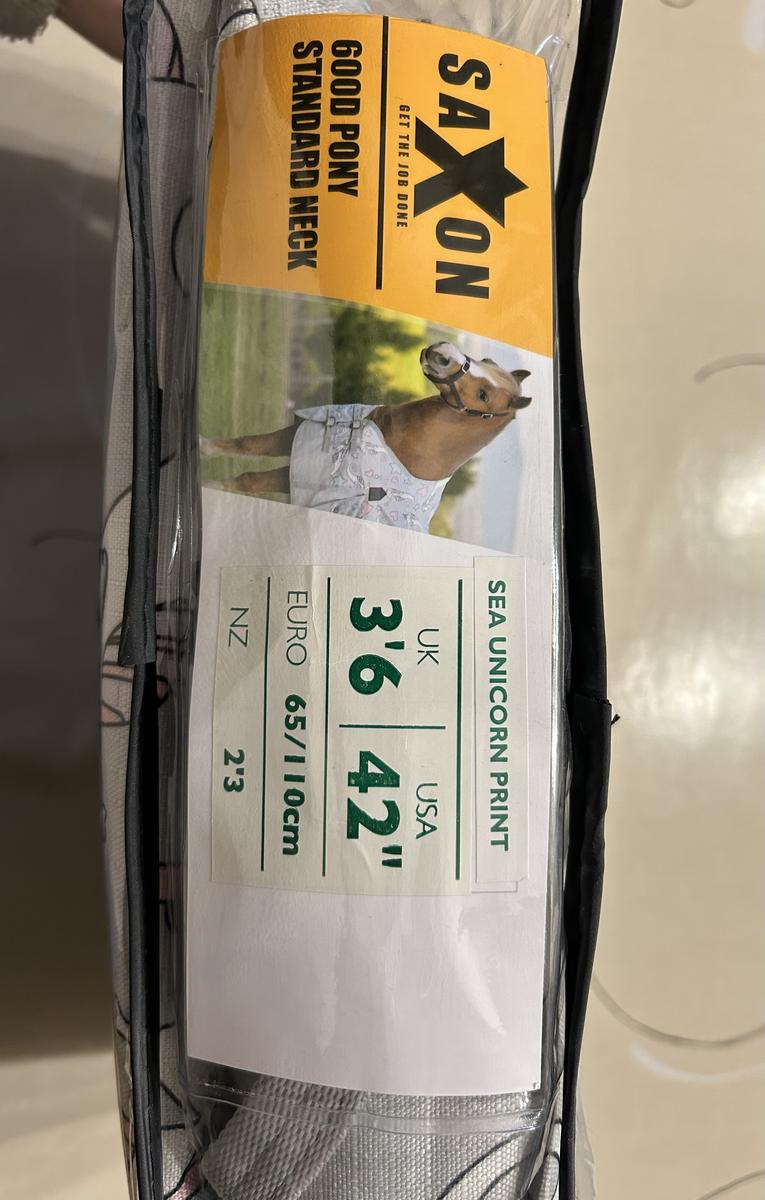 SAXON
GET THE JOB DONE
600D PONY
STANDARD NECK
SEA UNICORN PRINT
UK USA
3'6 42"
EURO 65/110cm
NZ 2'3